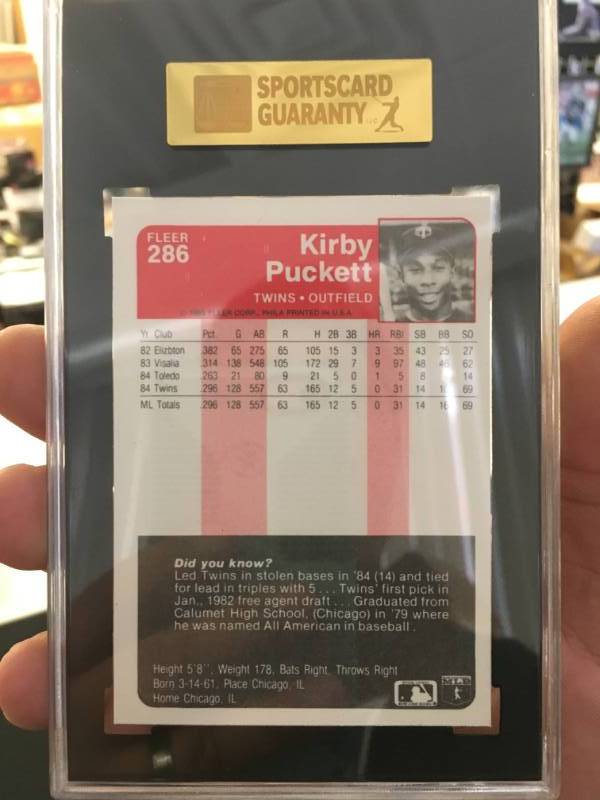 SPORTSCARD
GUARANTY LLC
FLEER
286
Kirby
Puckett
TWINS • OUTFIELD
© 1985 FLEER CORP., PHILA PRINTED IN U.S.A.
Yr Club Pct. G AB R H 2B 3B HR RBI SB BB SO
82 Elizbton .382 65 275 65 105 15 3 3 35 43 25 27
83 Visalia .314 138 548 105 172 29 7 9 97 48 46 62
84 Toledo .263 21 80 9 21 5 0 1 5 8 14
84 Twins .296 128 557 63 165 12 5 0 31 14 16 69
ML Totals .296 128 557 63 165 12 5 0 31 14 16 69
Did you know?
Led Twins in stolen bases in '84 (14) and tied
for lead in triples with 5 . . . Twins' first pick in
Jan., 1982 free agent draft . . . Graduated from
Calumet High School, (Chicago) in '79 where
he was named All American in baseball .
Height 5'8'', Weight 178, Bats Right, Throws Right
Born 3-14-61, Place Chicago, IL
Home Chicago, IL